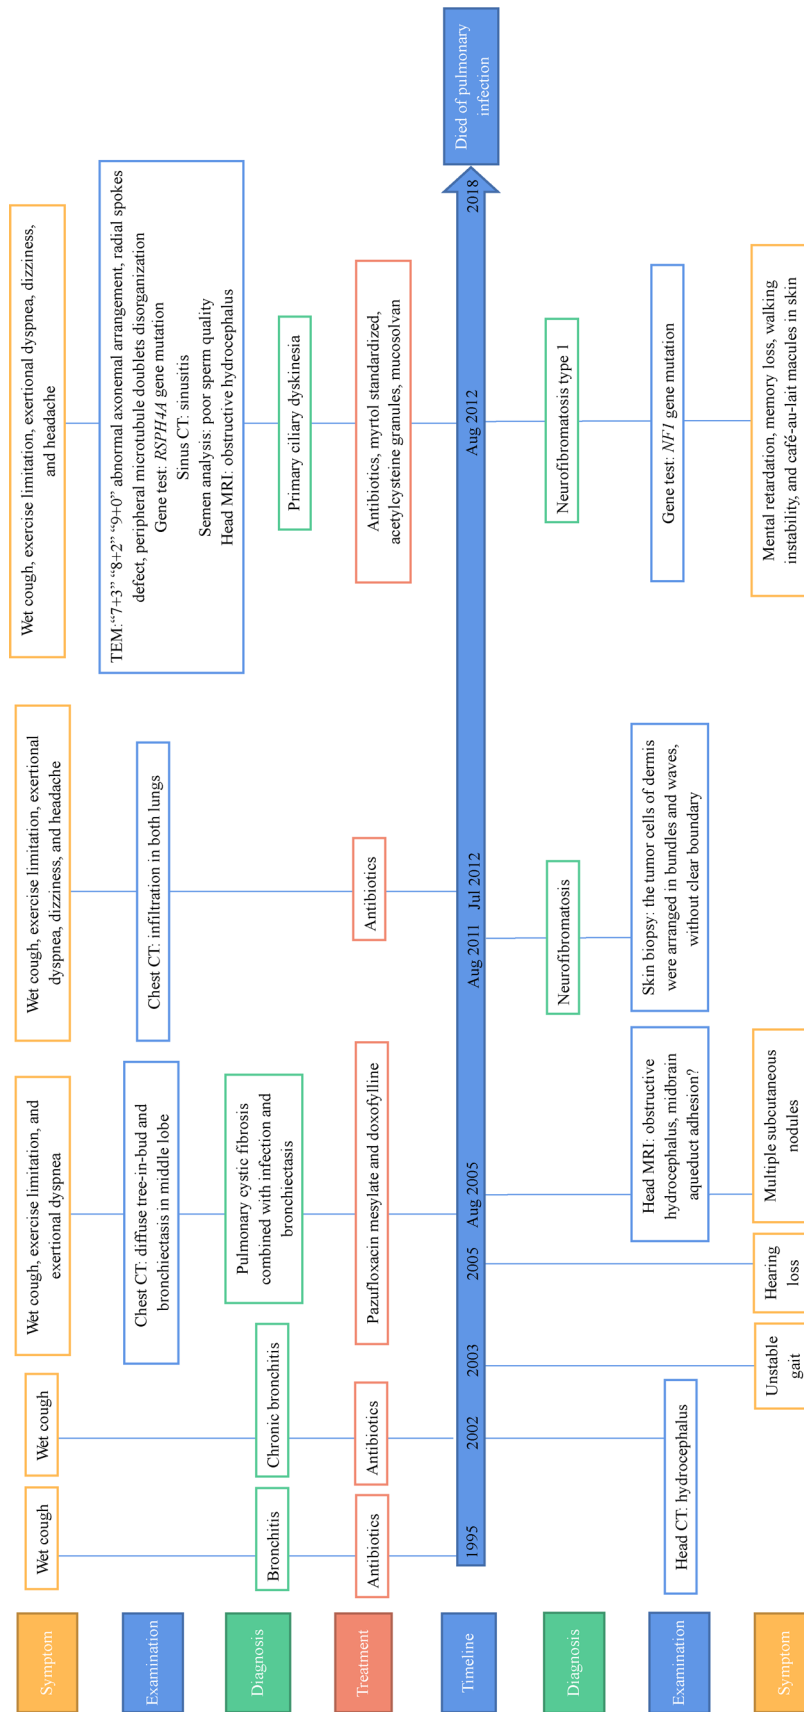 Symptom
Wet cough
Wet cough
Wet cough, exercise limitation, and
exertional dyspnea
Wet cough, exercise limitation, exertional
dyspnea, dizziness, and headache
Wet cough, exercise limitation, exertional dyspnea, dizziness,
and headache
Examination
Chest CT: diffuse tree-in-bud and
bronchiectasis in middle lobe
Chest CT: infiltration in both lungs
TEM:“7+3” “8+2” “9+0” abnormal axonemal arrangement, radial spokes
defect, peripheral microtubule doublets disorganization
Gene test: RSPH4A gene mutation
Sinus CT: sinusitis
Semen analysis: poor sperm quality
Head MRI: obstructive hydrocephalus
Diagnosis
Bronchitis
Chronic bronchitis
Pulmonary cystic fibrosis
combined with infection and
bronchiectasis
Primary ciliary dyskinesia
Treatment
Antibiotics
Antibiotics
Pazufloxacin mesylate and doxofylline
Antibiotics
Antibiotics, myrtol standardized,
acetylcysteine granules, mucosolvan
Timeline
1995
2002
2003
2005
Aug 2005
Aug 2011
Jul 2012
Aug 2012
2018
Died of pulmonary
infection
Diagnosis
Neurofibromatosis
Neurofibromatosis type 1
Examination
Head CT: hydrocephalus
Head MRI: obstructive
hydrocephalus, midbrain
aqueduct adhesion?
Skin biopsy: the tumor cells of dermis
were arranged in bundles and waves,
without clear boundary
Gene test: NF1 gene mutation
Symptom
Unstable
gait
Hearing
loss
Multiple subcutaneous
nodules
Mental retardation, memory loss, walking
instability, and café-au-lait macules in skin